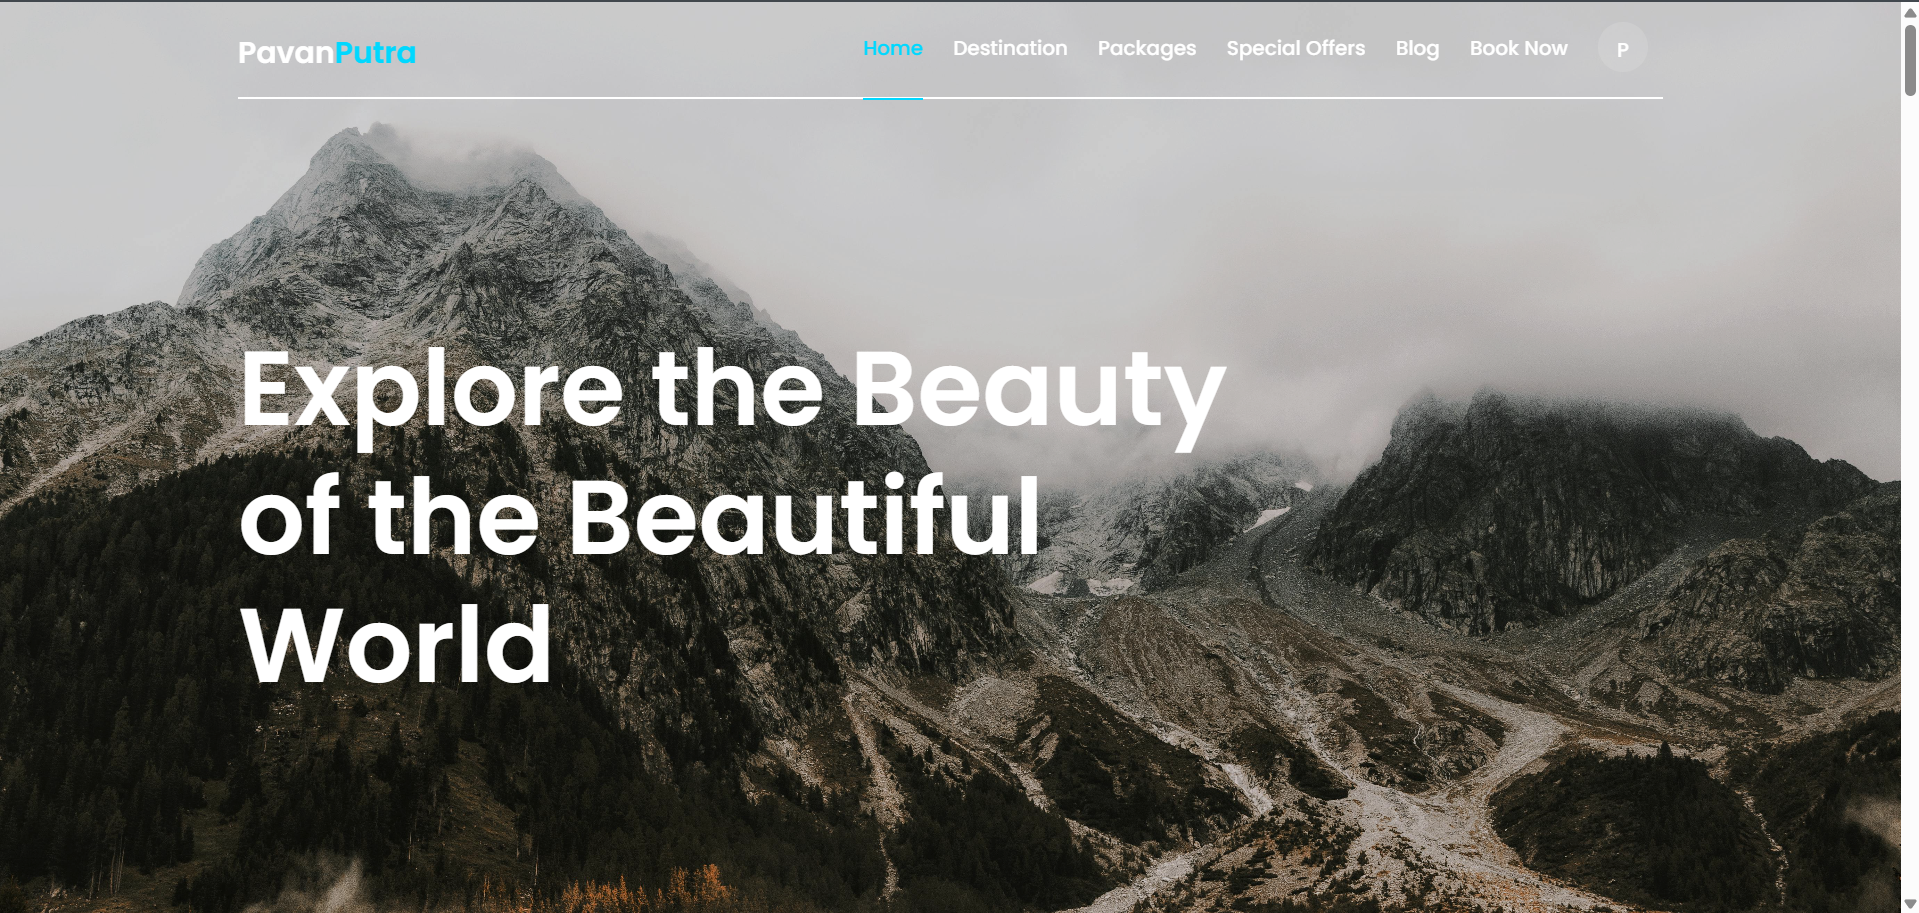 PavanPutra
Home Destination Packages Special Offers Blog Book Now P
Explore the Beauty
of the Beautiful
World